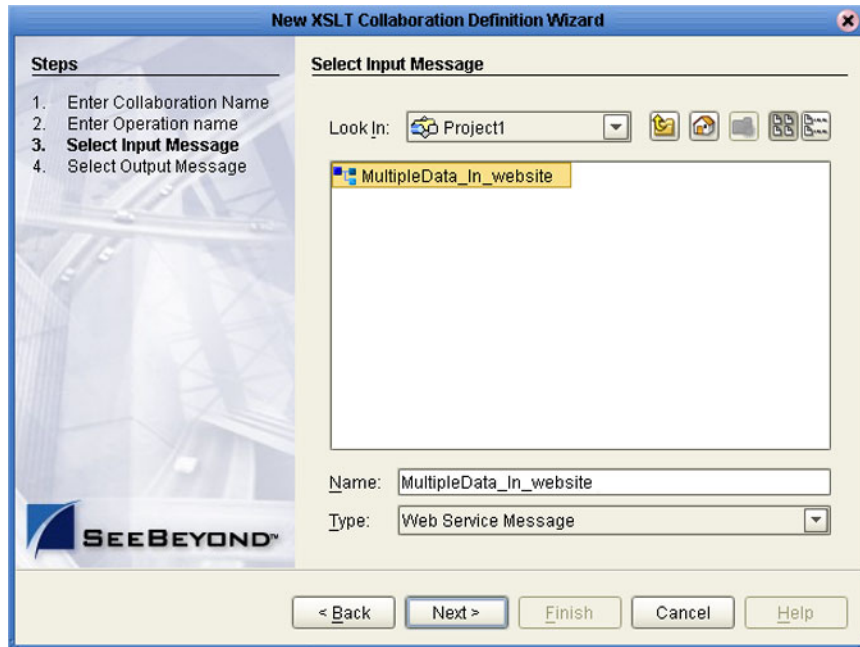 New XSLT Collaboration Definition Wizard
Steps
1. Enter Collaboration Name
2. Enter Operation name
3. Select Input Message
4. Select Output Message
SEEBEYOND™
Select Input Message
Look In: Project1
MultipleData_In_website
Name: MultipleData_In_website
Type: Web Service Message
< Back Next > Finish Cancel Help